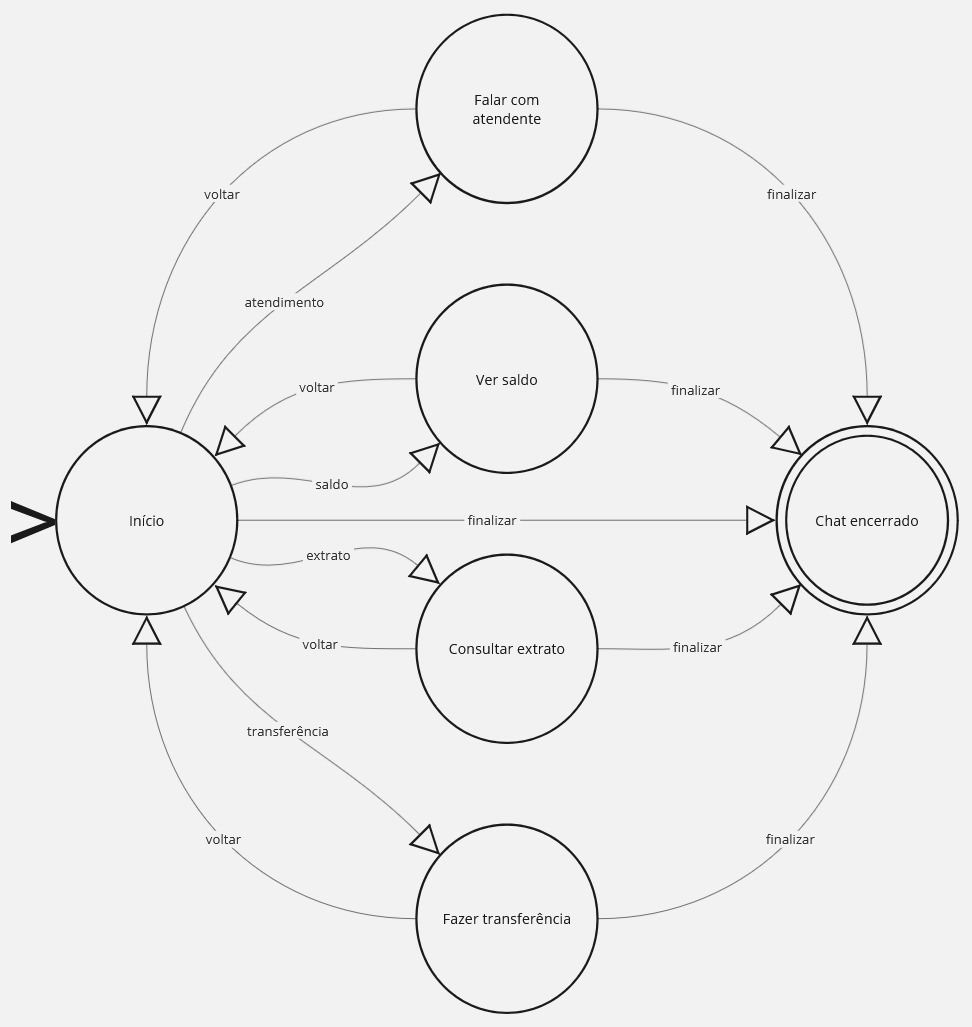 Falar com
atendente
voltar
finalizar
atendimento
Ver saldo
voltar
finalizar
saldo
Início
finalizar
Chat encerrado
extrato
voltar
Consultar extrato
finalizar
transferência
voltar
finalizar
Fazer transferência